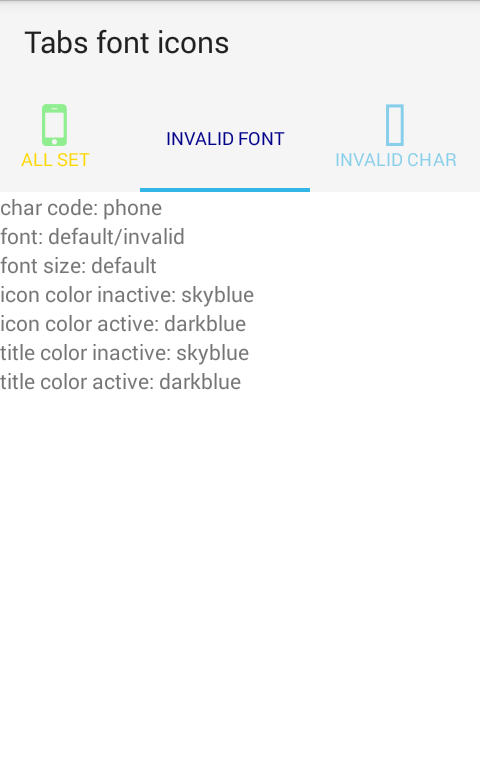 Tabs font icons
ALL SET
INVALID FONT
INVALID CHAR
char code: phone
font: default/invalid
font size: default
icon color inactive: skyblue
icon color active: darkblue
title color inactive: skyblue
title color active: darkblue